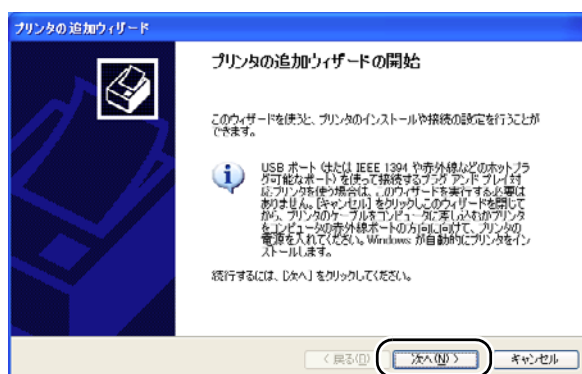 プリンタの追加ウィザード
プリンタの追加ウィザードの開始
このウィザードを使うと、プリンタのインストールや接続の設定を行うことが
できます。
USB ポート (または IEEE 1394 や赤外線などのホットプラ
グ可能なポート) を使って接続するプラグ アンド プレイ対
応プリンタを使う場合は、このウィザードを実行する必要は
ありません。[キャンセル] をクリックしこのウィザードを閉じて
から、プリンタのケーブルをコンピュータに差し込むかプリンタ
をコンピュータの赤外線ポートの方向に向けて、プリンタの
電源を入れてください。Windows が自動的にプリンタをイン
ストールします。
続行するには、[次へ] をクリックしてください。
< 戻る(B)
次へ(N) >
キャンセル